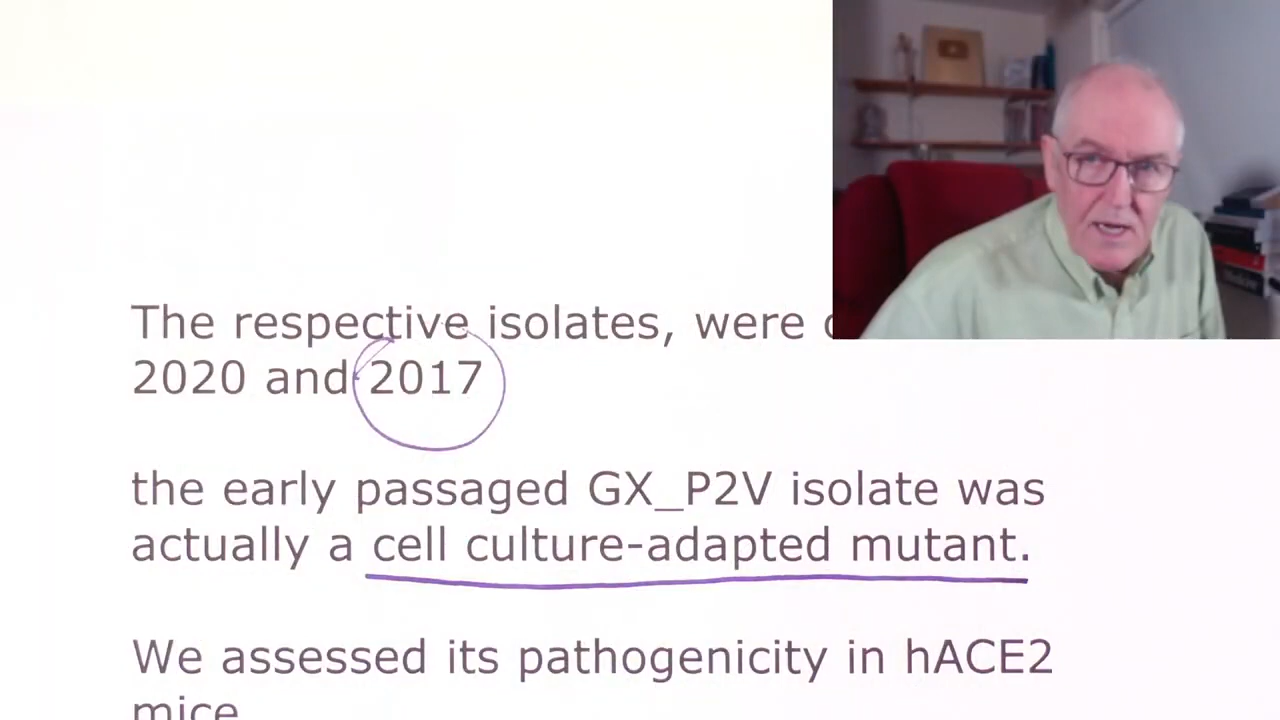 The respective isolates, were
2020 and 2017
the early passaged GX_P2V isolate was
actually a cell culture-adapted mutant.
We assessed its pathogenicity in hACE2
mice